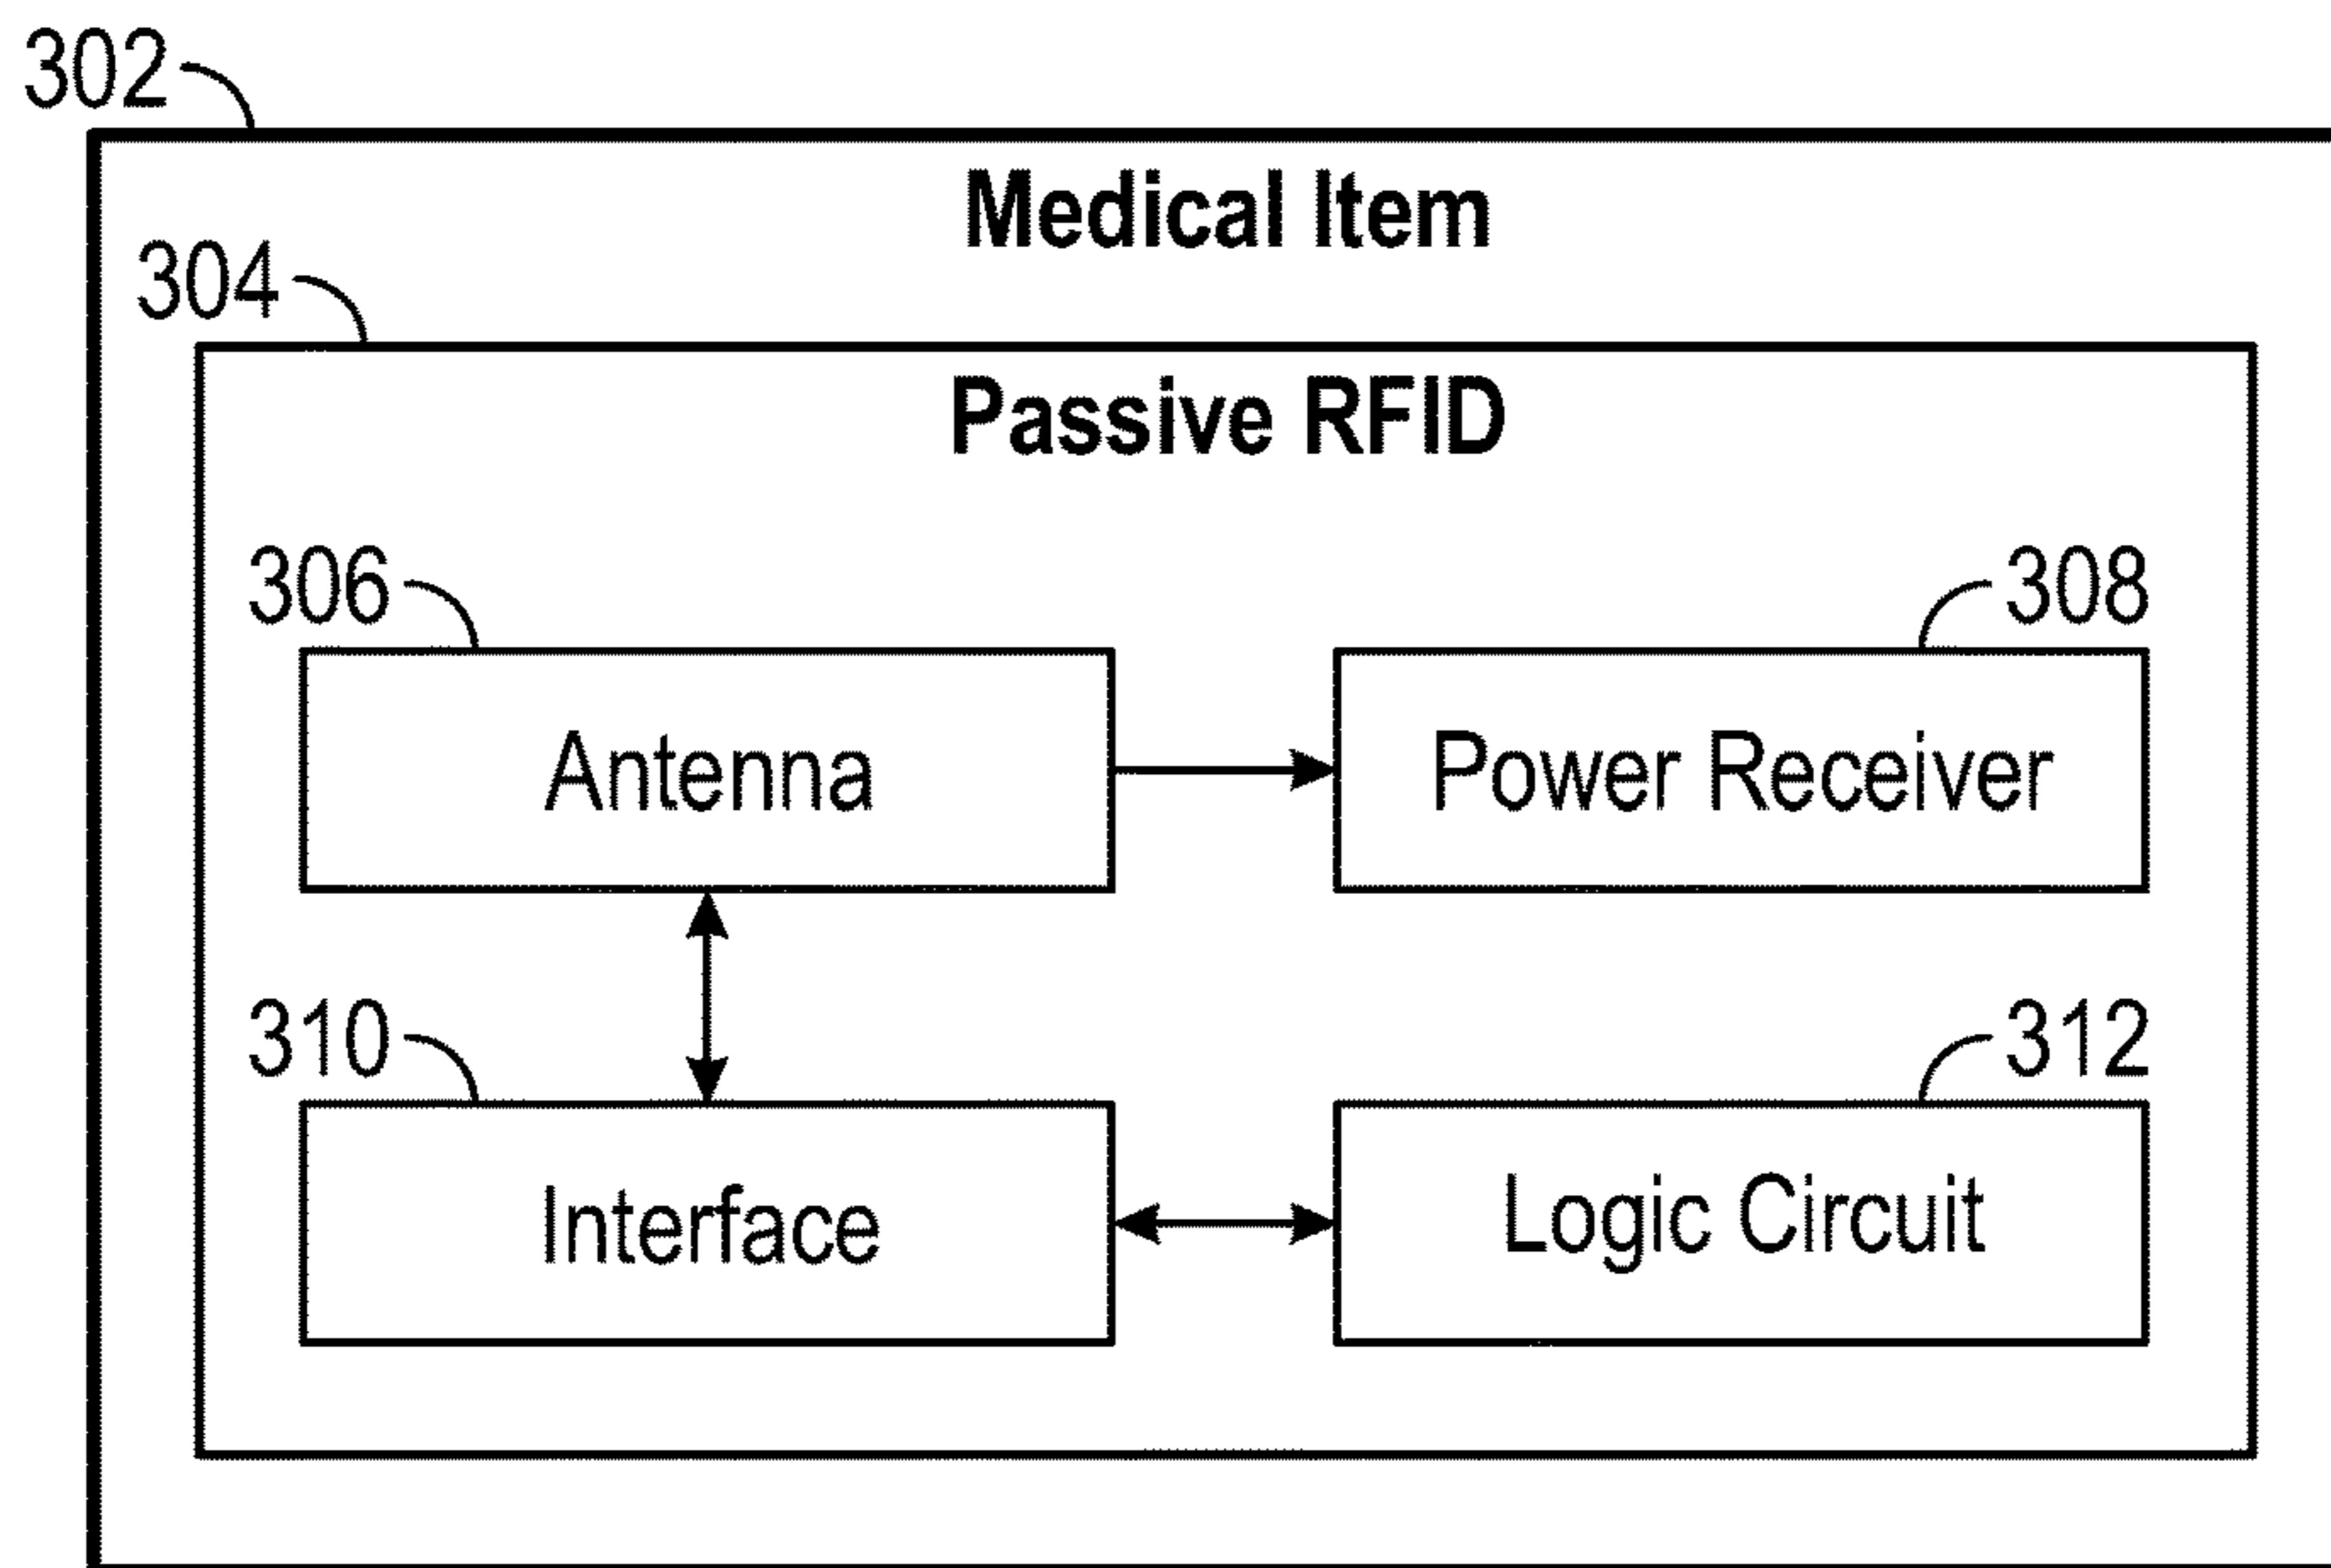 302
Medical Item
304
Passive RFID
306
308
Antenna
Power Receiver
310
312
Interface
Logic Circuit